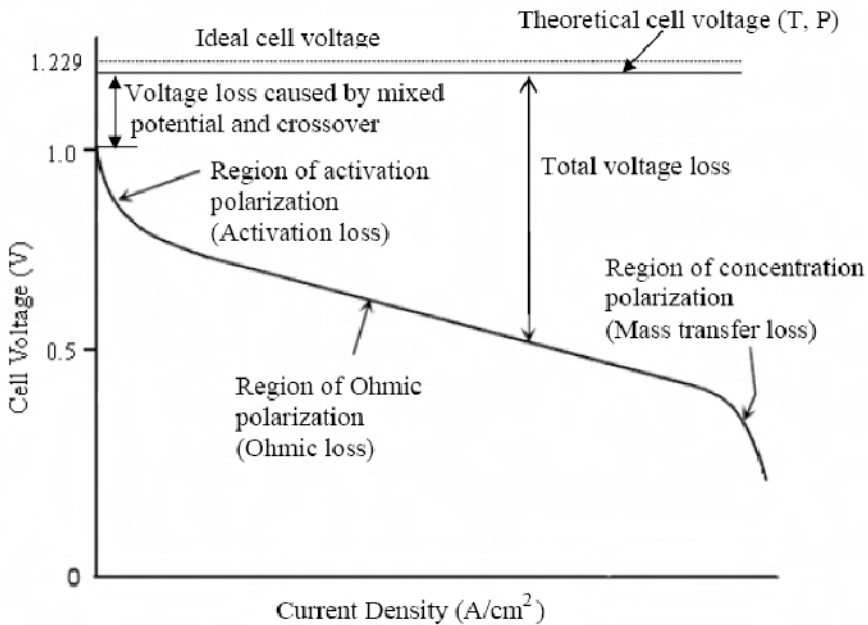 Theoretical cell voltage (T, P)
Ideal cell voltage
1.229
Voltage loss caused by mixed
potential and crossover
1.0
Region of activation
polarization
(Activation loss)
Total voltage loss
Region of concentration
polarization
(Mass transfer loss)
Cell Voltage (V)
0.5
Region of Ohmic
polarization
(Ohmic loss)
0
Current Density (A/cm²)